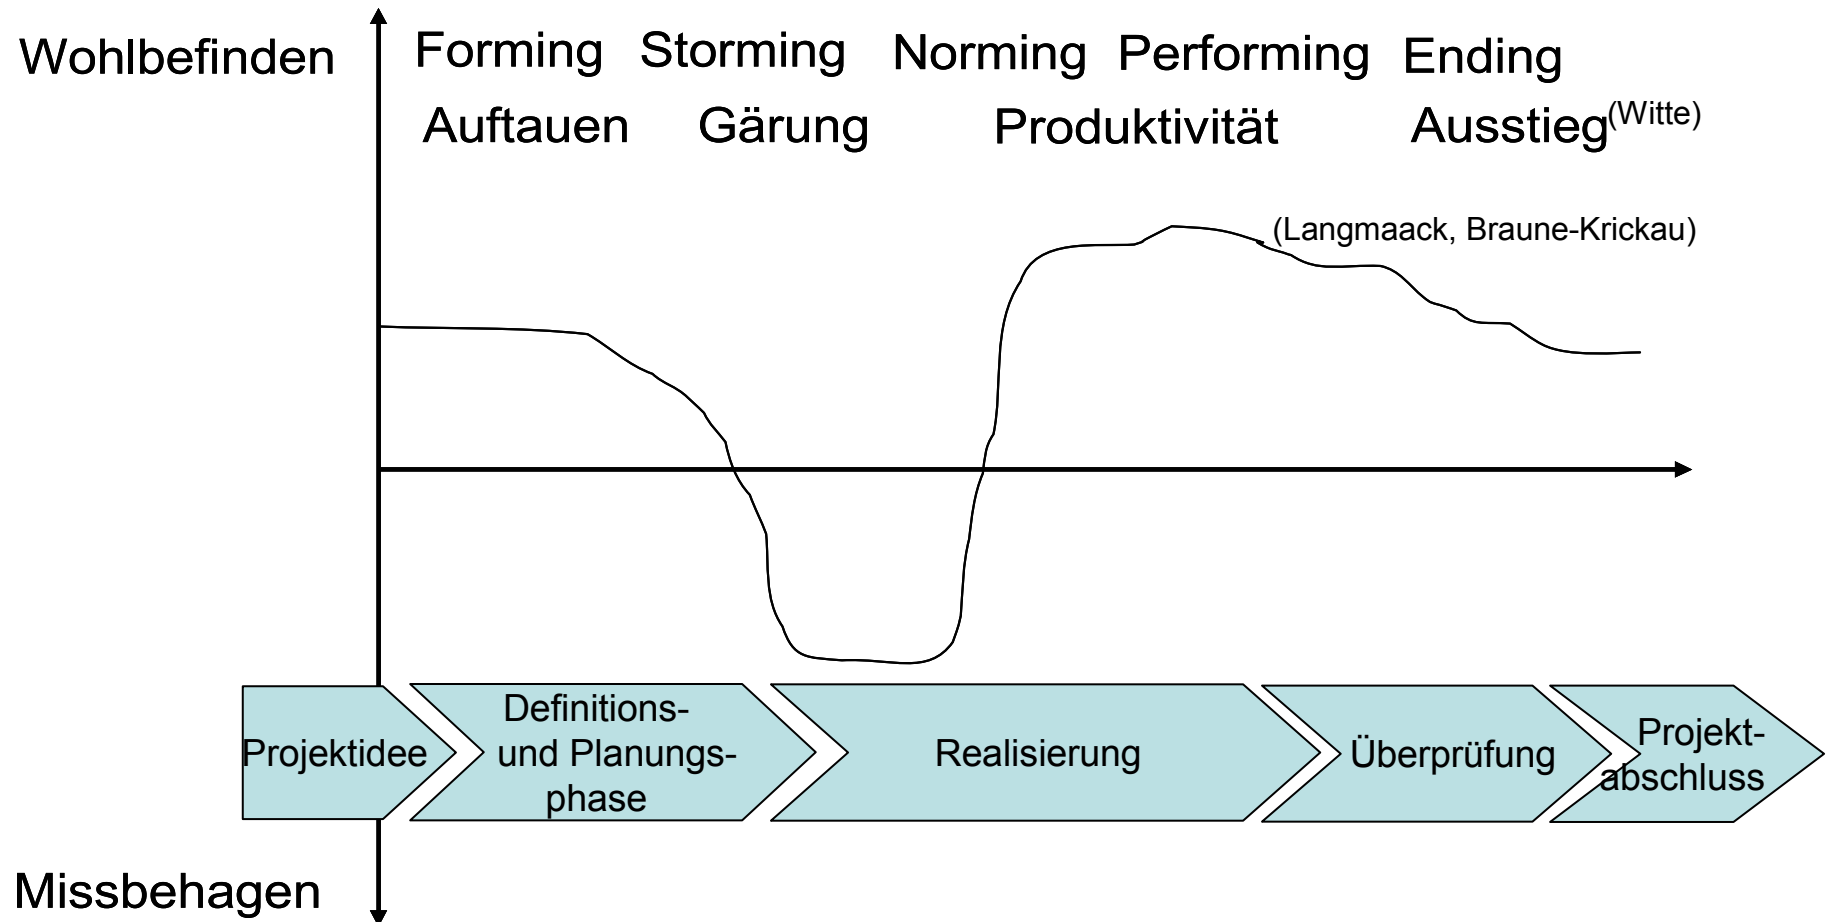 Wohlbefinden
Forming Storming Norming Performing Ending
Auftauen Gärung Produktivität Ausstieg (Witte)
(Langmaack, Braune-Krickau)
Projektidee
Definitions-
und Planungs-
phase
Realisierung
Überprüfung
Projekt-
abschluss
Missbehagen